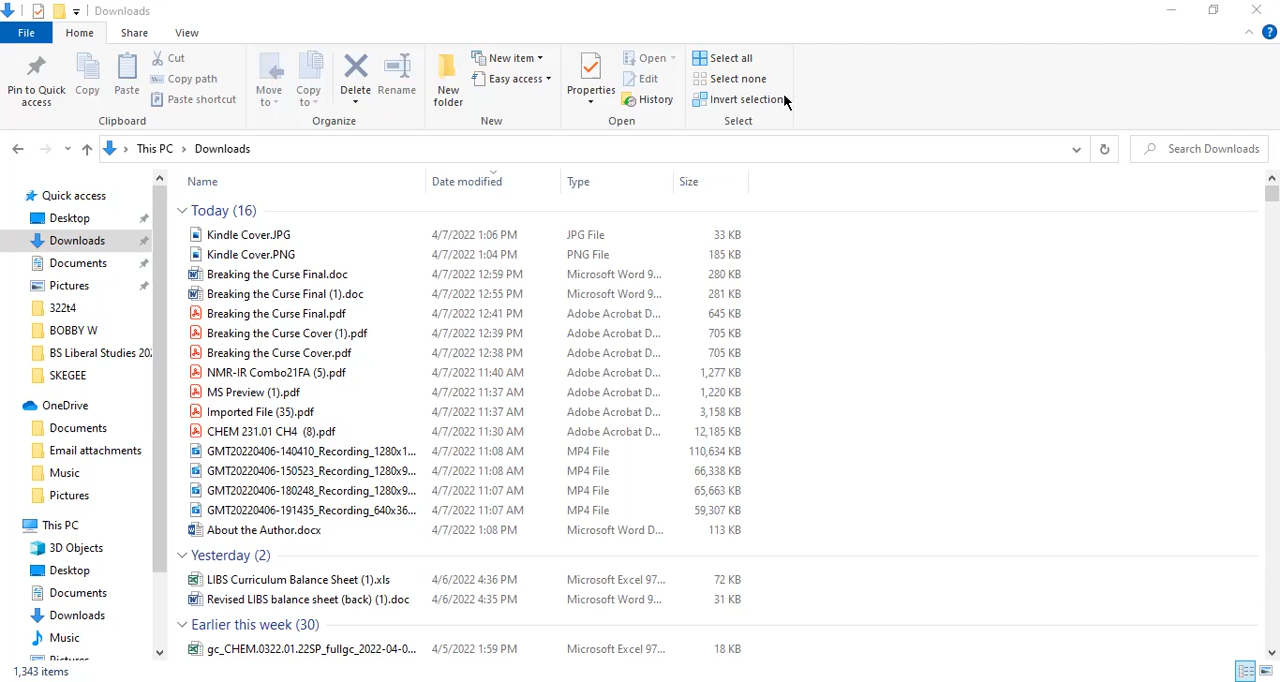 Downloads
File Home Share View
Pin to Quick access
Copy
Paste
Cut
Copy path
Paste shortcut
Clipboard
Move to
Copy to
Delete
Rename
Organize
New folder
New item
Easy access
New
Properties
Open
Edit
History
Open
Select all
Select none
Invert selection
Select
This PC > Downloads
Search Downloads
Quick access
Desktop
Downloads
Documents
Pictures
322t4
BOBBY W
BS Liberal Studies 202
SKEGEE
OneDrive
Documents
Email attachments
Music
Pictures
This PC
3D Objects
Desktop
Documents
Downloads
Music
Pictures
Name Date modified Type Size
Today (16)
Kindle Cover.JPG 4/7/2022 1:06 PM JPG File 33 KB
Kindle Cover.PNG 4/7/2022 1:04 PM PNG File 185 KB
Breaking the Curse Final.doc 4/7/2022 12:59 PM Microsoft Word 9... 280 KB
Breaking the Curse Final (1).doc 4/7/2022 12:55 PM Microsoft Word 9... 281 KB
Breaking the Curse Final.pdf 4/7/2022 12:41 PM Adobe Acrobat D... 645 KB
Breaking the Curse Cover (1).pdf 4/7/2022 12:39 PM Adobe Acrobat D... 705 KB
Breaking the Curse Cover.pdf 4/7/2022 12:38 PM Adobe Acrobat D... 705 KB
NMR-IR Combo21FA (5).pdf 4/7/2022 11:40 AM Adobe Acrobat D... 1,277 KB
MS Preview (1).pdf 4/7/2022 11:37 AM Adobe Acrobat D... 1,220 KB
Imported File (35).pdf 4/7/2022 11:37 AM Adobe Acrobat D... 3,158 KB
CHEM 231.01 CH4 (8).pdf 4/7/2022 11:30 AM Adobe Acrobat D... 12,185 KB
GMT20220406-140410_Recording_1280x1... 4/7/2022 11:08 AM MP4 File 110,634 KB
GMT20220406-150523_Recording_1280x9... 4/7/2022 11:08 AM MP4 File 66,338 KB
GMT20220406-180248_Recording_1280x9... 4/7/2022 11:07 AM MP4 File 65,663 KB
GMT20220406-191435_Recording_640x36... 4/7/2022 11:07 AM MP4 File 59,307 KB
About the Author.docx 4/7/2022 1:08 PM Microsoft Word D... 113 KB
Yesterday (2)
LIBS Curriculum Balance Sheet (1).xls 4/6/2022 4:36 PM Microsoft Excel 97... 72 KB
Revised LIBS balance sheet (back) (1).doc 4/6/2022 4:35 PM Microsoft Word 9... 31 KB
Earlier this week (30)
gc_CHEM.0322.01.22SP_fullgc_2022-04-0... 4/5/2022 1:59 PM Microsoft Excel 97... 18 KB
1,343 items